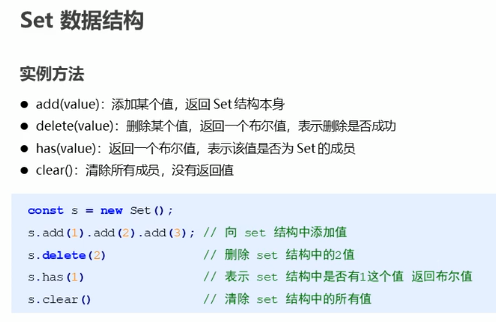 Set 数据结构
实例方法
● add(value)：添加某个值，返回 Set 结构本身
● delete(value)：删除某个值，返回一个布尔值，表示删除是否成功
● has(value)：返回一个布尔值，表示该值是否为 Set 的成员
● clear()：清除所有成员，没有返回值
const s = new Set();
s.add(1).add(2).add(3); // 向 set 结构中添加值
s.delete(2) // 删除 set 结构中的2值
s.has(1) // 表示 set 结构中是否有1这个值 返回布尔值
s.clear() // 清除 set 结构中的所有值